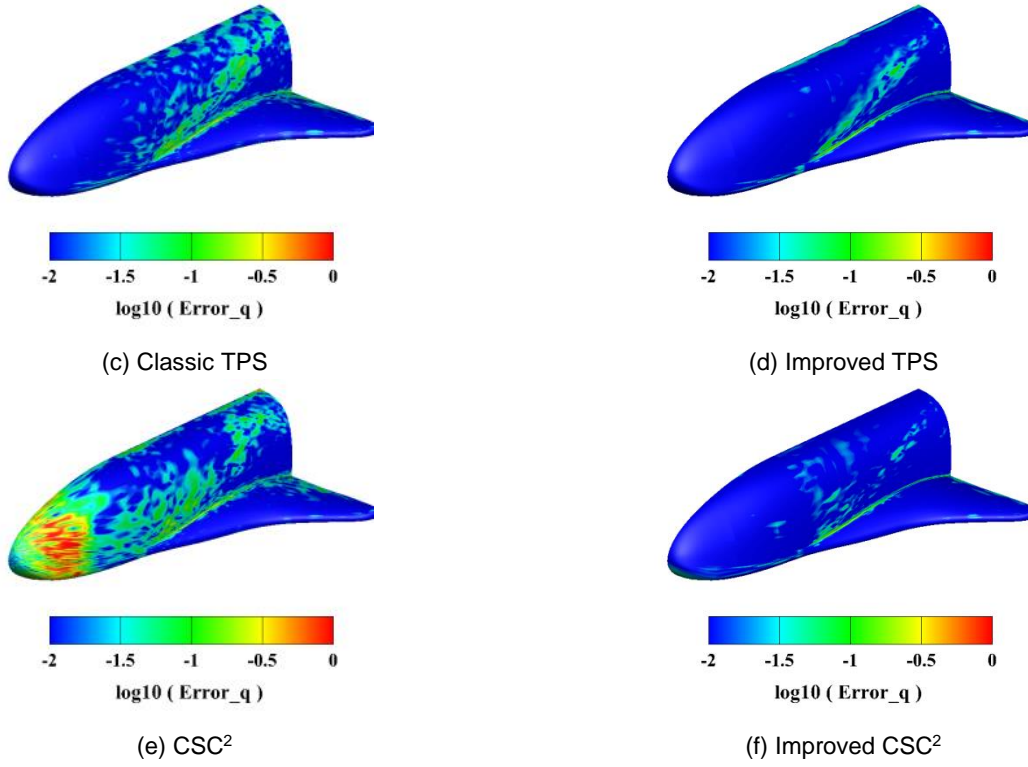 -2 -1.5 -1 -0.5 0
log10 ( Error_q )
(c) Classic TPS
-2 -1.5 -1 -0.5 0
log10 ( Error_q )
(d) Improved TPS
-2 -1.5 -1 -0.5 0
log10 ( Error_q )
(e) CSC²
-2 -1.5 -1 -0.5 0
log10 ( Error_q )
(f) Improved CSC²